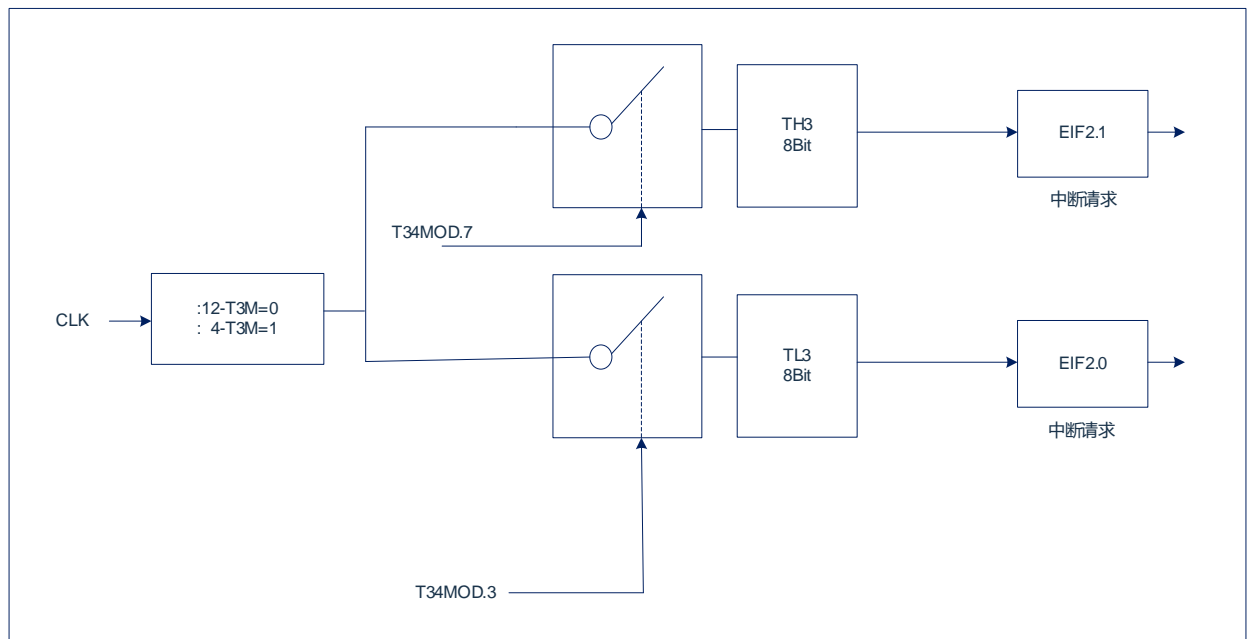 TH3
8Bit
EIF2.1
中断请求
T34MOD.7
CLK
:12-T3M=0
: 4-T3M=1
TL3
8Bit
EIF2.0
中断请求
T34MOD.3